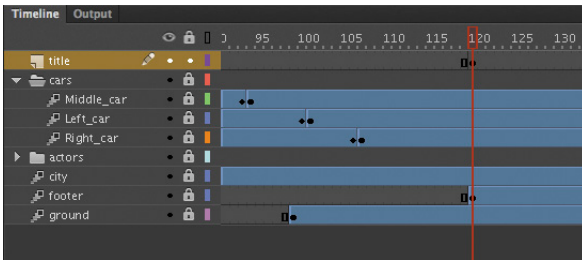 Timeline Output
95 100 105 110 115 120 125 130
title
cars
Middle_car
Left_car
Right_car
actors
city
footer
ground